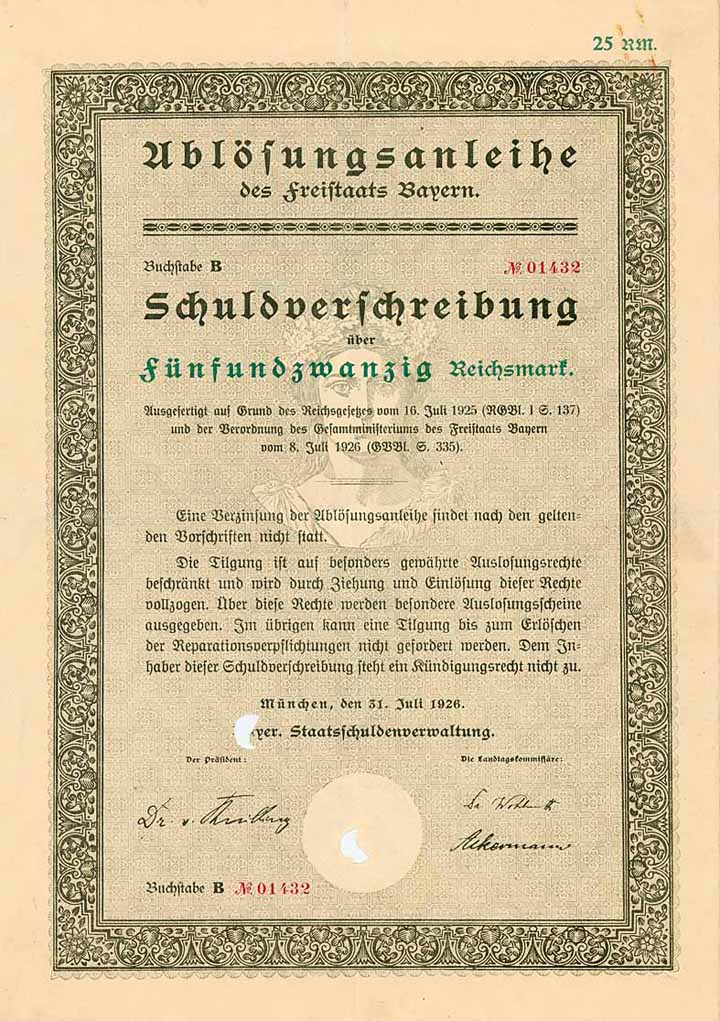 25 RM.
Ablösungsanleihe
des Freistaats Bayern.
Buchstabe B № 01432
Schuldverschreibung
über
Fünfundzwanzig Reichsmark.
Ausgefertigt auf Grund des Reichsgesetzes vom 16. Juli 1925 (RGBl. I S. 137)
und der Verordnung des Gesamtministeriums des Freistaats Bayern
vom 8. Juli 1926 (GVBl. S. 335).
Eine Verzinsung der Ablösungsanleihe findet nach den gelten-
den Vorschriften nicht statt.
Die Tilgung ist auf besonders gewährte Auslosungsrechte
beschränkt und wird durch Ziehung und Einlösung dieser Rechte
vollzogen. Über diese Rechte werden besondere Auslosungsscheine
ausgegeben. Im übrigen kann eine Tilgung bis zum Erlöschen
der Reparationsverpflichtungen nicht gefordert werden. Dem In-
haber dieser Schuldverschreibung steht ein Kündigungsrecht nicht zu.
München, den 31. Juli 1926.
yer. Staatsschuldenverwaltung.
Der Präsident: Die Landtagskommissäre:
Dr. v.
Ackermann
Buchstabe B № 01432